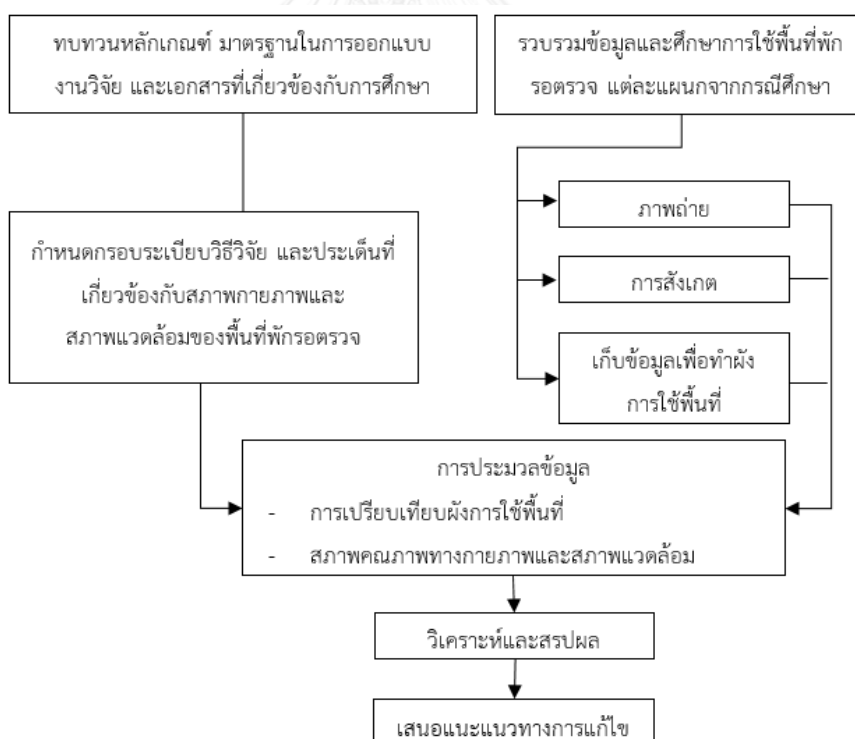 ทบทวนหลักเกณฑ์ มาตรฐานในการออกแบบ
งานวิจัย และเอกสารที่เกี่ยวข้องกับการศึกษา
รวบรวมข้อมูลและศึกษาการใช้พื้นที่พัก
รอตรวจ แต่ละแผนกจากกรณีศึกษา
กำหนดกรอบระเบียบวิธีวิจัย และประเด็นที่
เกี่ยวข้องกับสภาพกายภาพและ
สภาพแวดล้อมของพื้นที่พักรอตรวจ
ภาพถ่าย
การสังเกต
เก็บข้อมูลเพื่อทำผัง
การใช้พื้นที่
การประมวลข้อมูล
- การเปรียบเทียบผังการใช้พื้นที่
- สภาพคณภาพทางกายภาพและสภาพแวดล้อม
วิเคราะห์และสรปผล
เสนอแนะแนวทางการแก้ไข